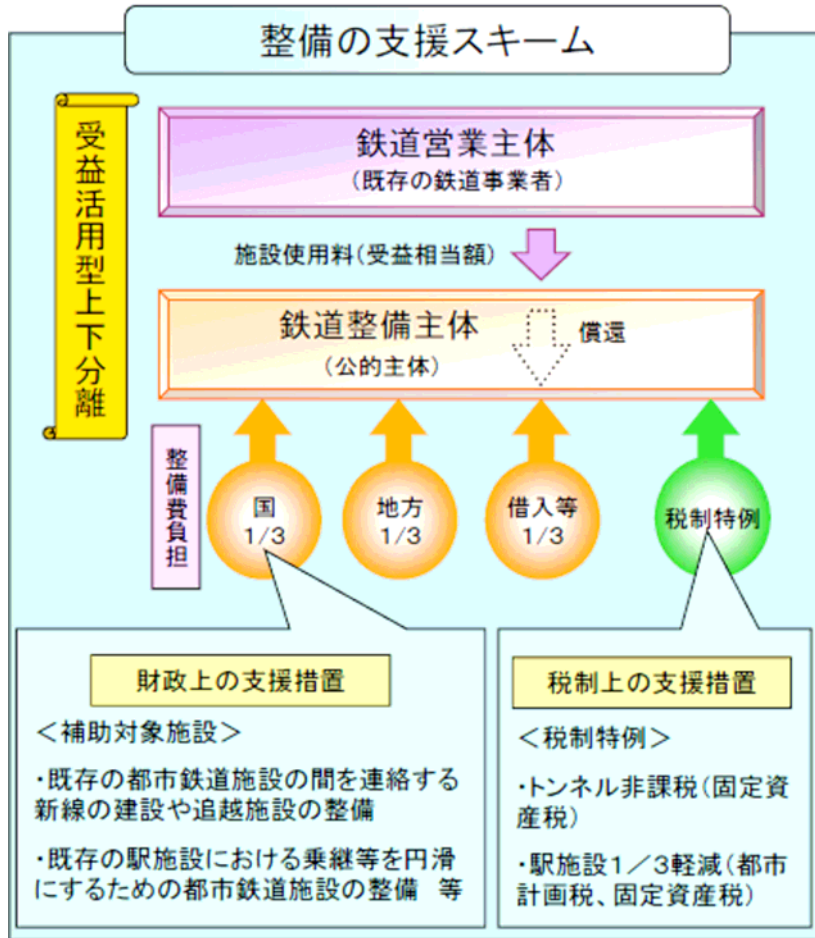 整備の支援スキーム
受益活用型上下分離
鉄道営業主体
(既存の鉄道事業者)
施設使用料(受益相当額)
鉄道整備主体
(公的主体)
償還
整備費負担
国
1/3
地方
1/3
借入等
1/3
税制特例
財政上の支援措置
<補助対象施設>
・既存の都市鉄道施設の間を連絡する
新線の建設や追越施設の整備
・既存の駅施設における乗継等を円滑
にするための都市鉄道施設の整備 等
税制上の支援措置
<税制特例>
・トンネル非課税(固定資
産税)
・駅施設1/3軽減(都市
計画税、固定資産税)